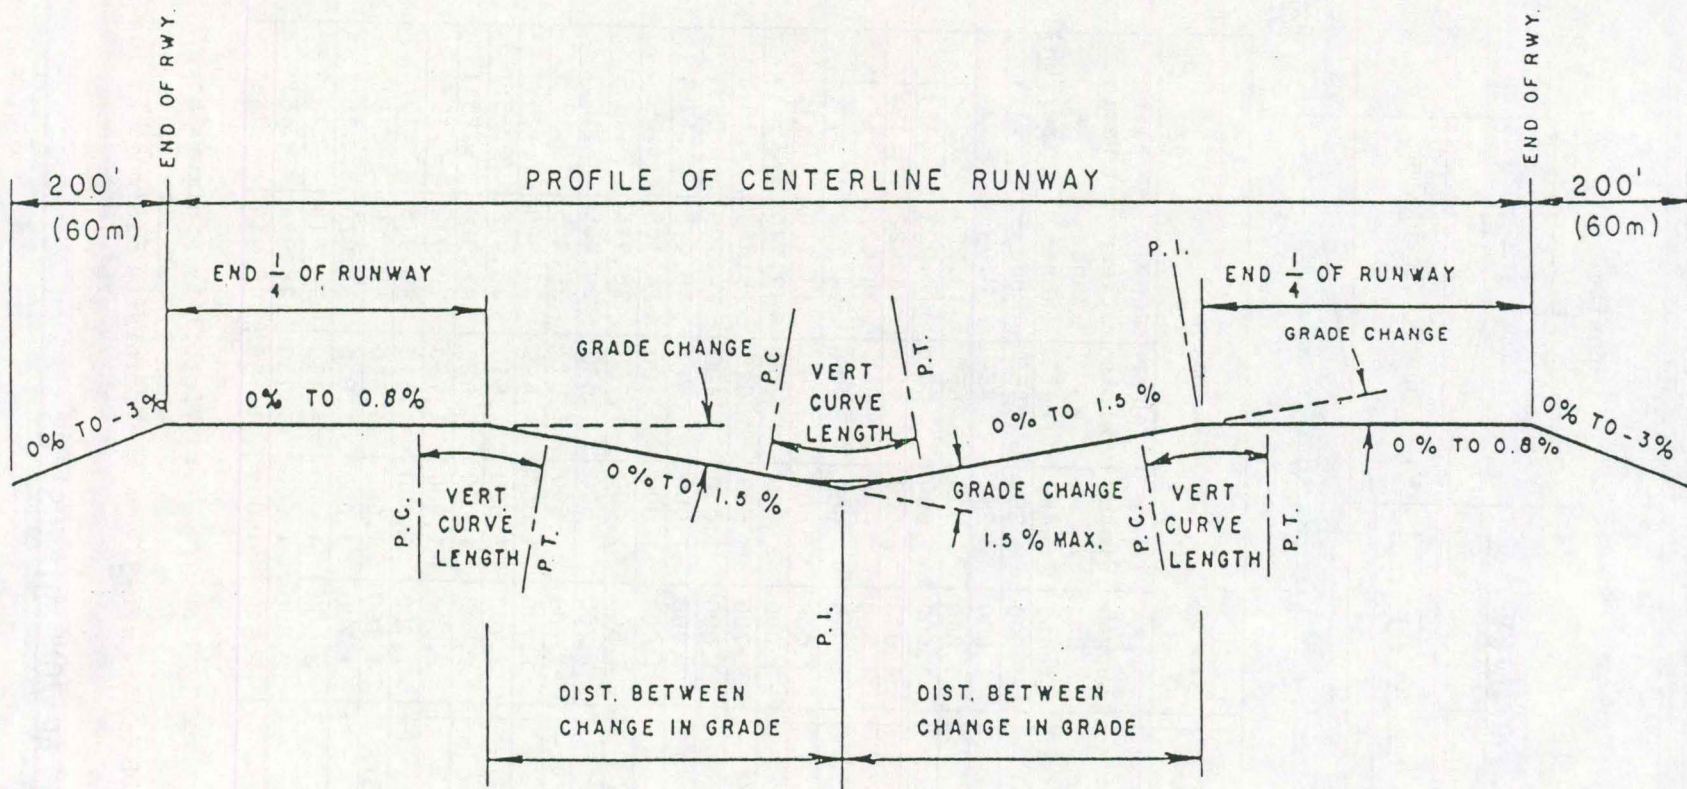 END OF RWY.
END OF RWY.
200'
(60m)
PROFILE OF CENTERLINE RUNWAY
200'
(60m)
END 1/4 OF RUNWAY
P.I.
END 1/4 OF RUNWAY
GRADE CHANGE
GRADE CHANGE
P.C
VERT
CURVE
LENGTH
P.T.
0% TO -3%
0% TO 0.8%
0% TO 1.5%
0% TO -3%
0% TO 0.8%
P.C.
VERT
CURVE
LENGTH
P.T.
0% TO 1.5%
GRADE CHANGE
1.5% MAX.
P.C.
VERT
CURVE
LENGTH
P.T.
P.I.
DIST. BETWEEN
CHANGE IN GRADE
DIST. BETWEEN
CHANGE IN GRADE